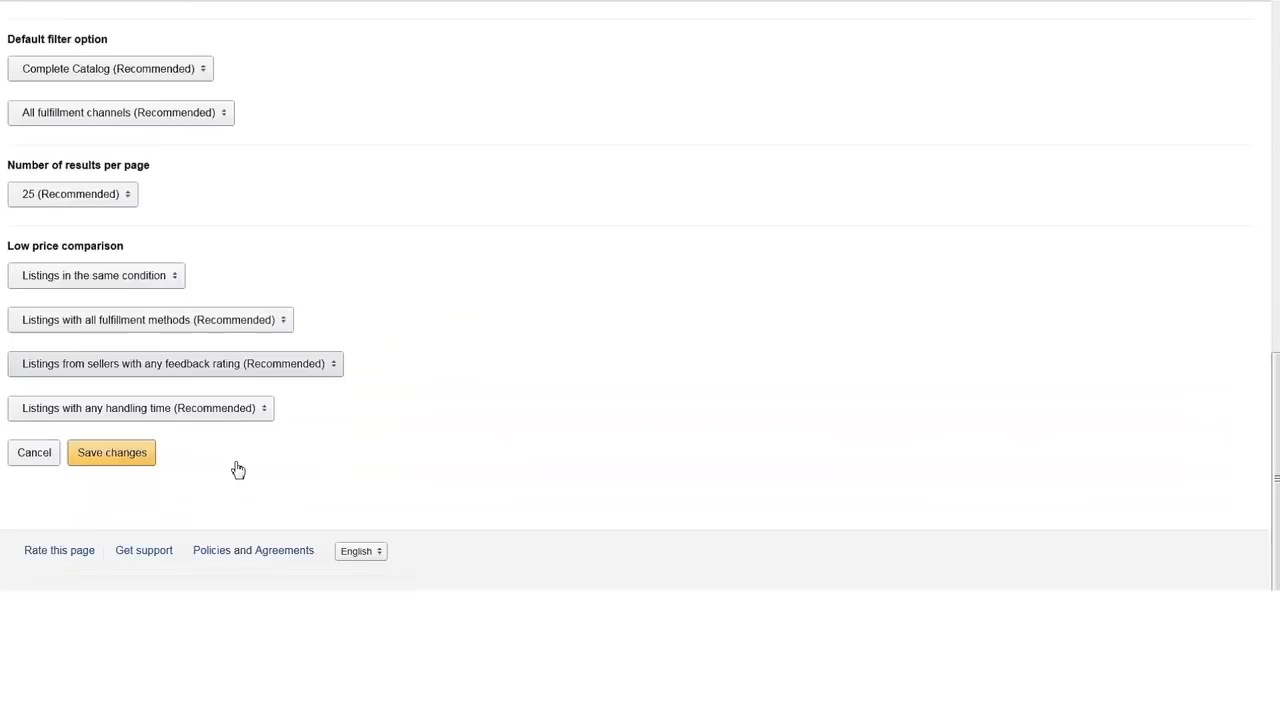 Default filter option
Complete Catalog (Recommended)
All fulfillment channels (Recommended)
Number of results per page
25 (Recommended)
Low price comparison
Listings in the same condition
Listings with all fulfillment methods (Recommended)
Listings from sellers with any feedback rating (Recommended)
Listings with any handling time (Recommended)
Cancel Save changes
Rate this page Get support Policies and Agreements English